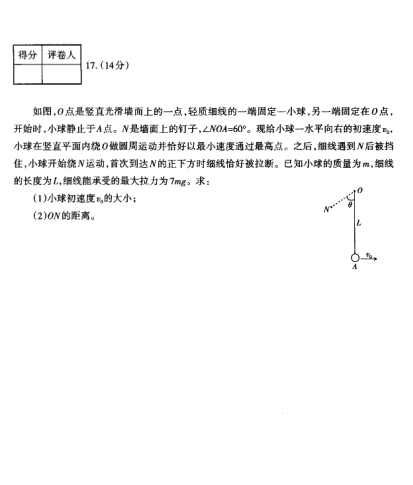 得分 评卷人
17.(14分)
如图,O点是竖直光滑墙面上的一点,轻质细线的一端固定一小球,另一端固定在O点,
开始时,小球静止于A点。N是墙面上的钉子,∠NOA=60°。现给小球一水平向右的初速度v₀,
小球在竖直平面内绕O做圆周运动并恰好以最小速度通过最高点。之后,细线遇到N后被挡
住,小球开始绕N运动,首次到达N的正下方时细线恰好被拉断。已知小球的质量为m,细线
的长度为L,细线能承受的最大拉力为7mg。求:
(1)小球初速度v₀的大小;
(2)ON的距离。
O
N
θ
L
v₀
A